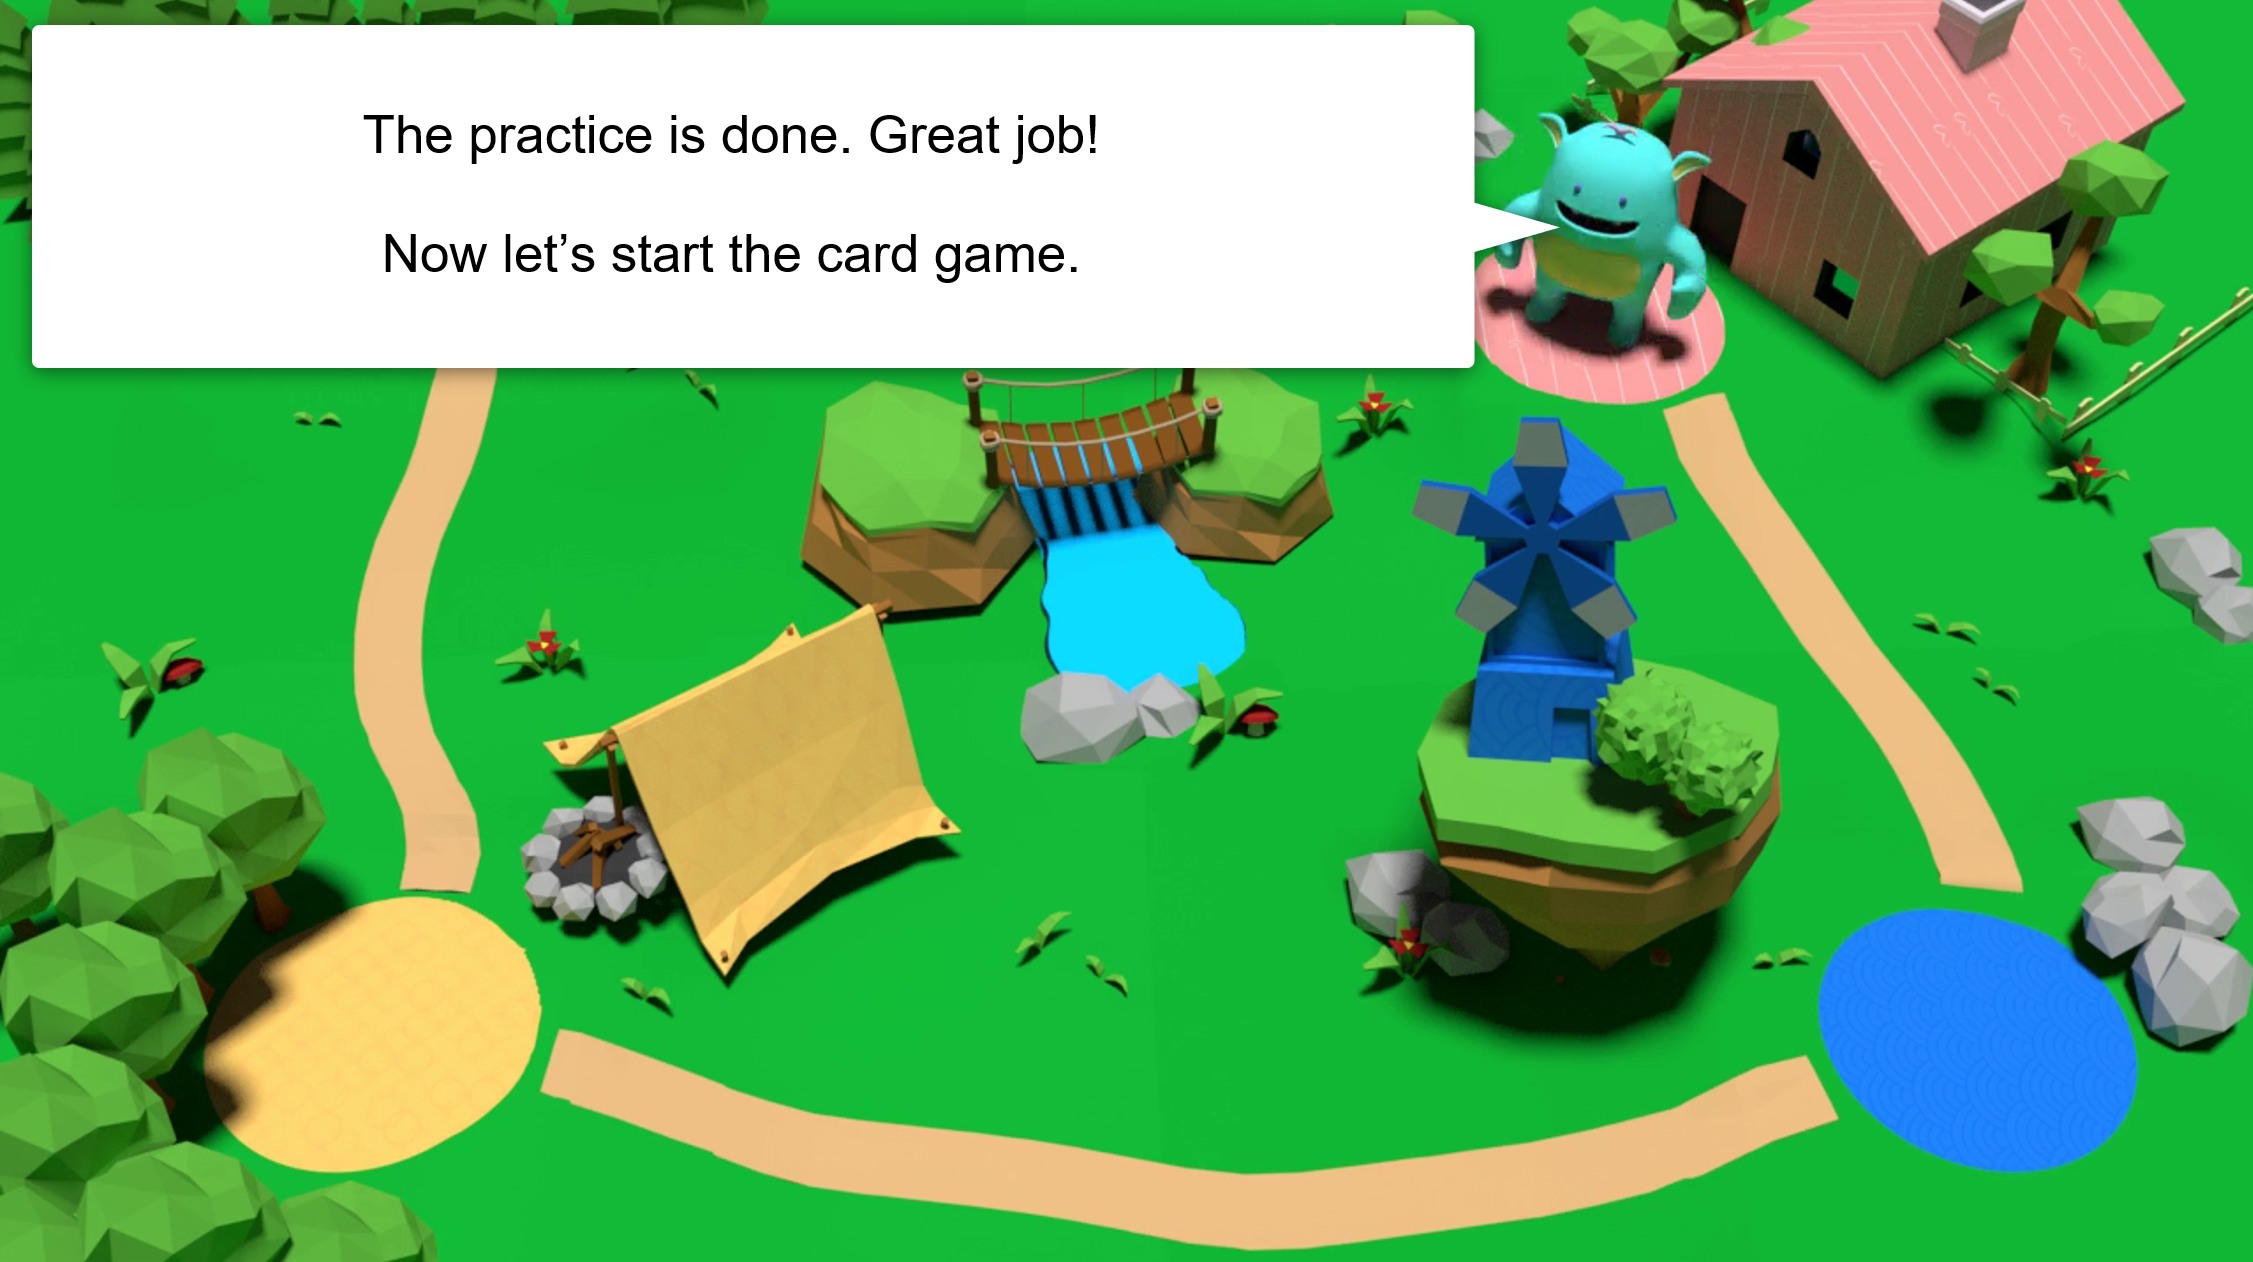 The practice is done. Great job!
Now let’s start the card game.